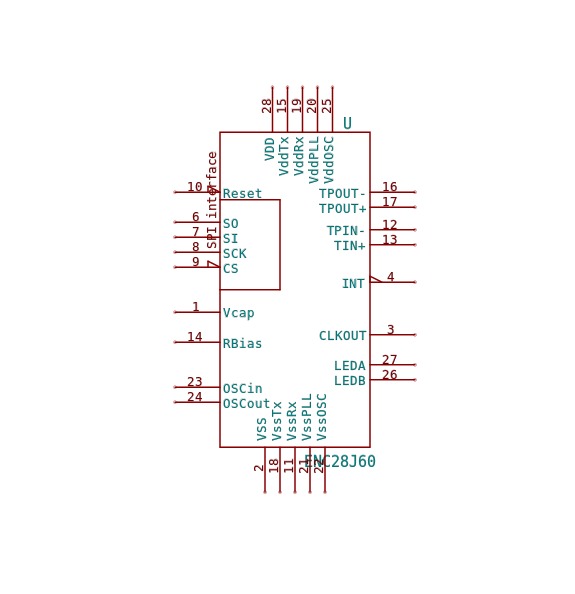 28 15 19 20 25
U
VDD VddTx VddRx VddPLL VddOSC
SPI interface
10 Reset
6 SO
7 SI
8 SCK
9 CS
1 Vcap
14 RBias
23 OSCin
24 OSCout
TPOUT- 16
TPOUT+ 17
TPIN- 12
TIN+ 13
INT 4
CLKOUT 3
LEDA 27
LEDB 26
VSS VssTx VssRx VssPLL VssOSC
2 18 11 21
ENC28J60